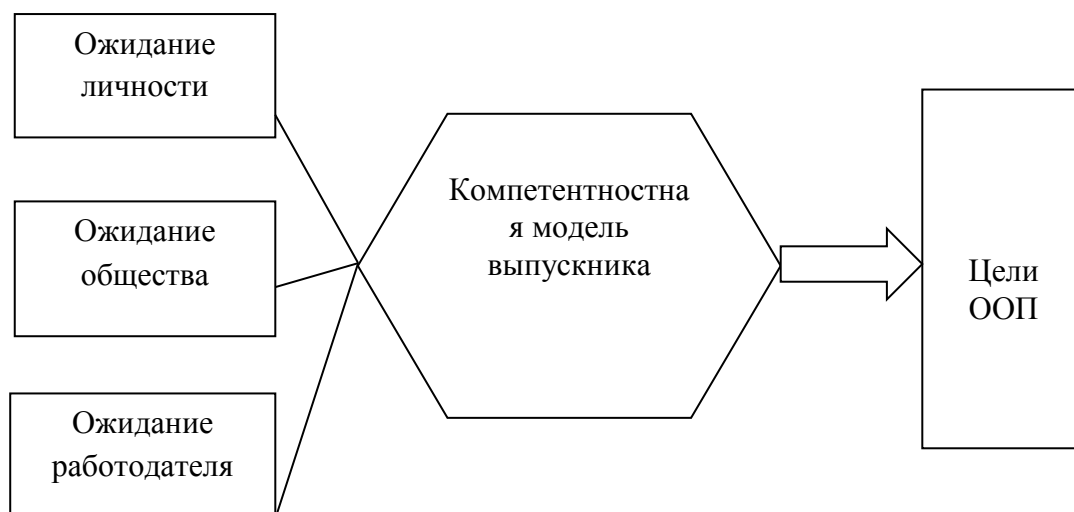 Ожидание
личности
Ожидание
общества
Ожидание
работодателя
Компетентностна
я модель
выпускника
Цели
ООП